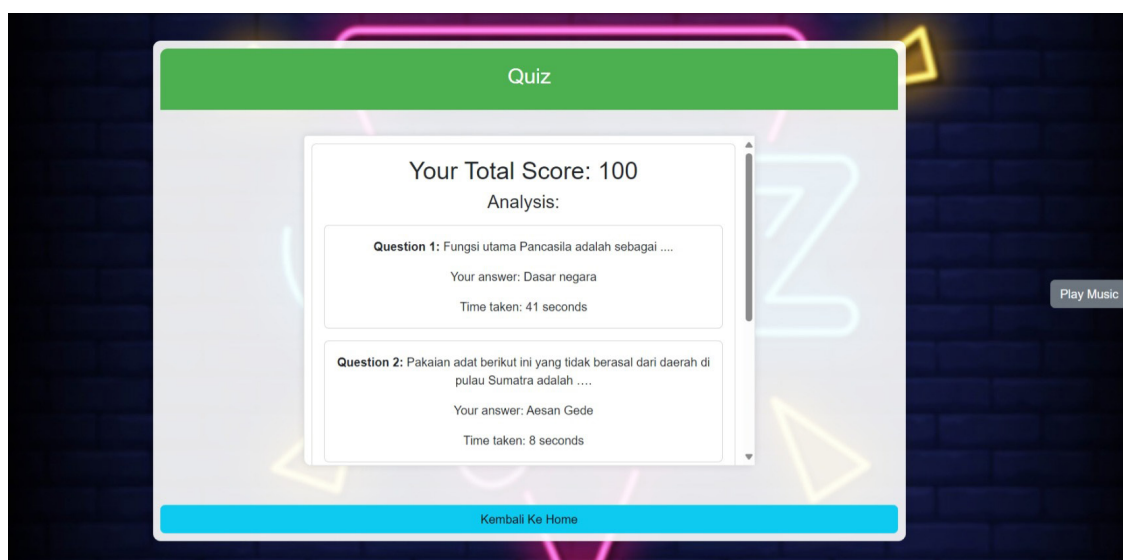 Quiz
Your Total Score: 100
Analysis:
Question 1: Fungsi utama Pancasila adalah sebagai ....
Your answer: Dasar negara
Time taken: 41 seconds
Question 2: Pakaian adat berikut ini yang tidak berasal dari daerah di
pulau Sumatra adalah ....
Your answer: Aesan Gede
Time taken: 8 seconds
Play Music
Kembali Ke Home